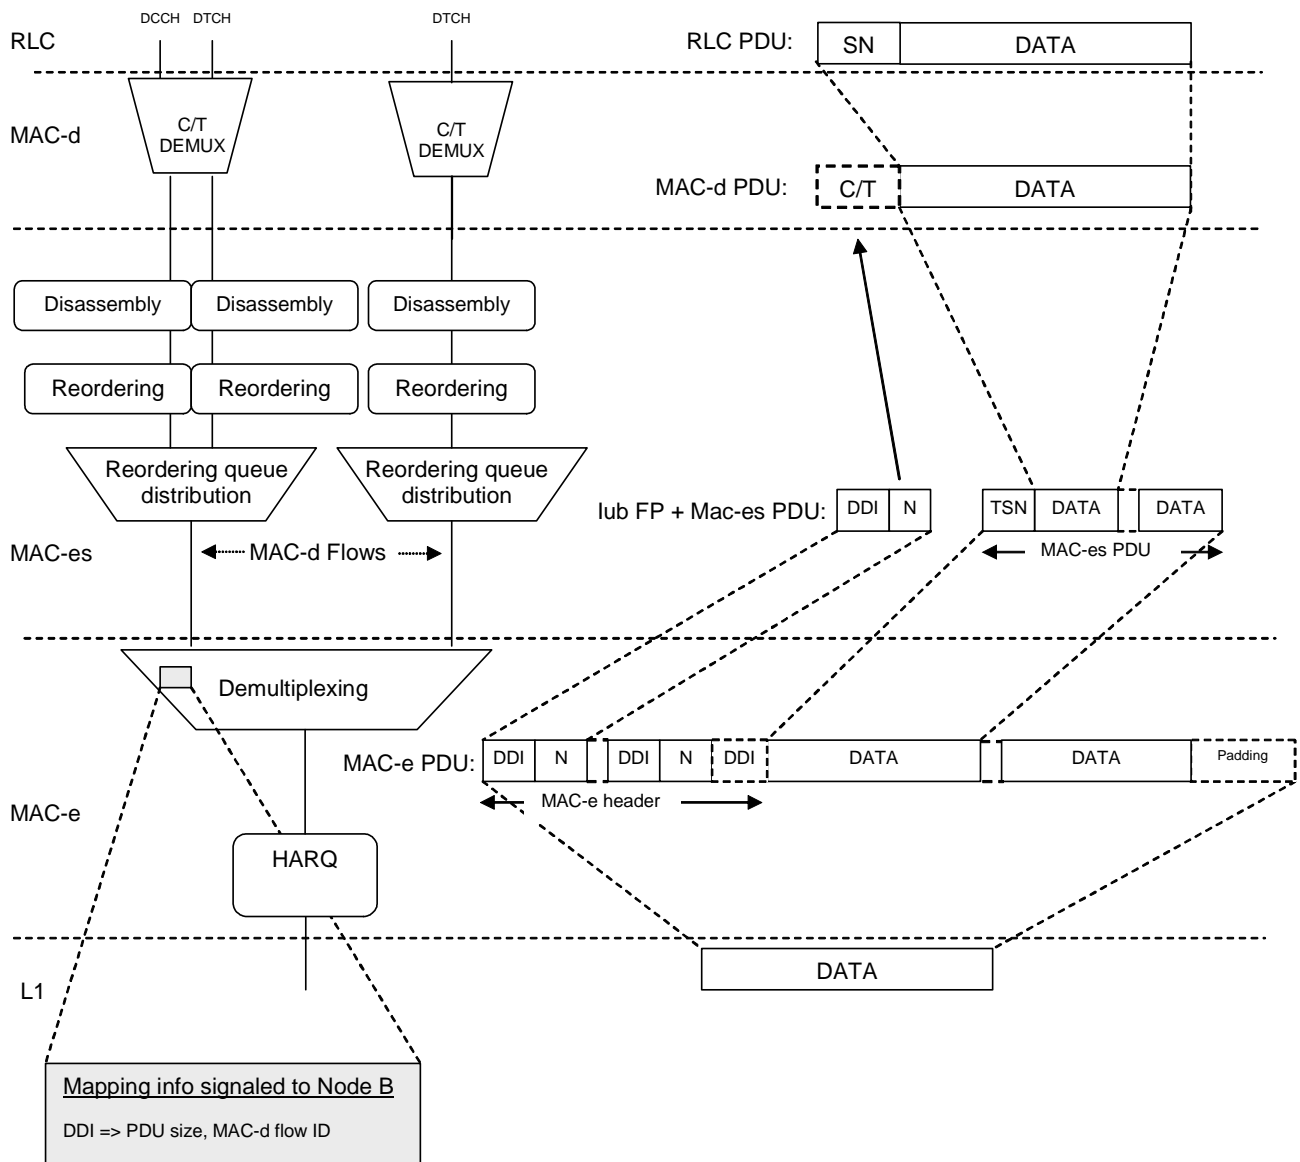 DCCH DTCH DTCH
RLC RLC PDU: SN DATA
C/T
DEMUX
C/T
DEMUX
MAC-d
MAC-d PDU: C/T DATA
Disassembly Disassembly Disassembly
Reordering Reordering Reordering
Reordering queue
distribution
Reordering queue
distribution
Iub FP + Mac-es PDU: DDI N TSN DATA DATA
MAC-es MAC-d Flows MAC-es PDU
Demultiplexing
MAC-e PDU: DDI N DDI N DDI DATA DATA Padding
MAC-e header
MAC-e
HARQ
L1 DATA
Mapping info signaled to Node B
DDI => PDU size, MAC-d flow ID